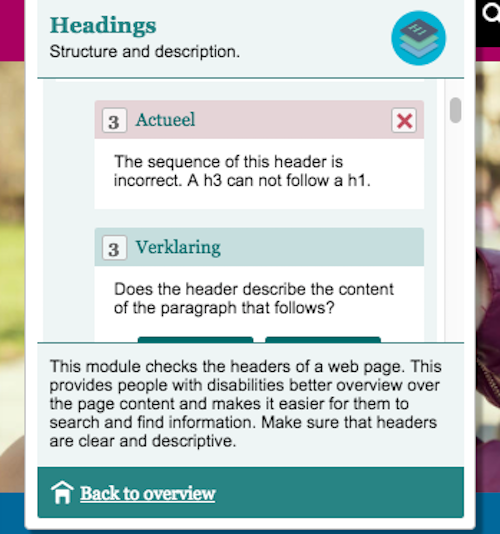 Headings
Structure and description.
3 Actueel
The sequence of this header is
incorrect. A h3 can not follow a h1.
3 Verklaring
Does the header describe the content
of the paragraph that follows?
This module checks the headers of a web page. This
provides people with disabilities better overview over
the page content and makes it easier for them to
search and find information. Make sure that headers
are clear and descriptive.
Back to overview